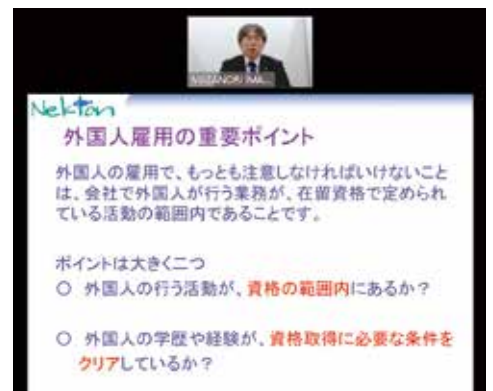 Nekton
外国人雇用の重要ポイント
外国人の雇用で、もっとも注意しなければいけないこと
は、会社で外国人が行う業務が、在留資格で定められ
ている活動の範囲内であることです。
ポイントは大きく二つ
○ 外国人の行う活動が、資格の範囲内にあるか？
○ 外国人の学歴や経験が、資格取得に必要な条件を
クリアしているか？